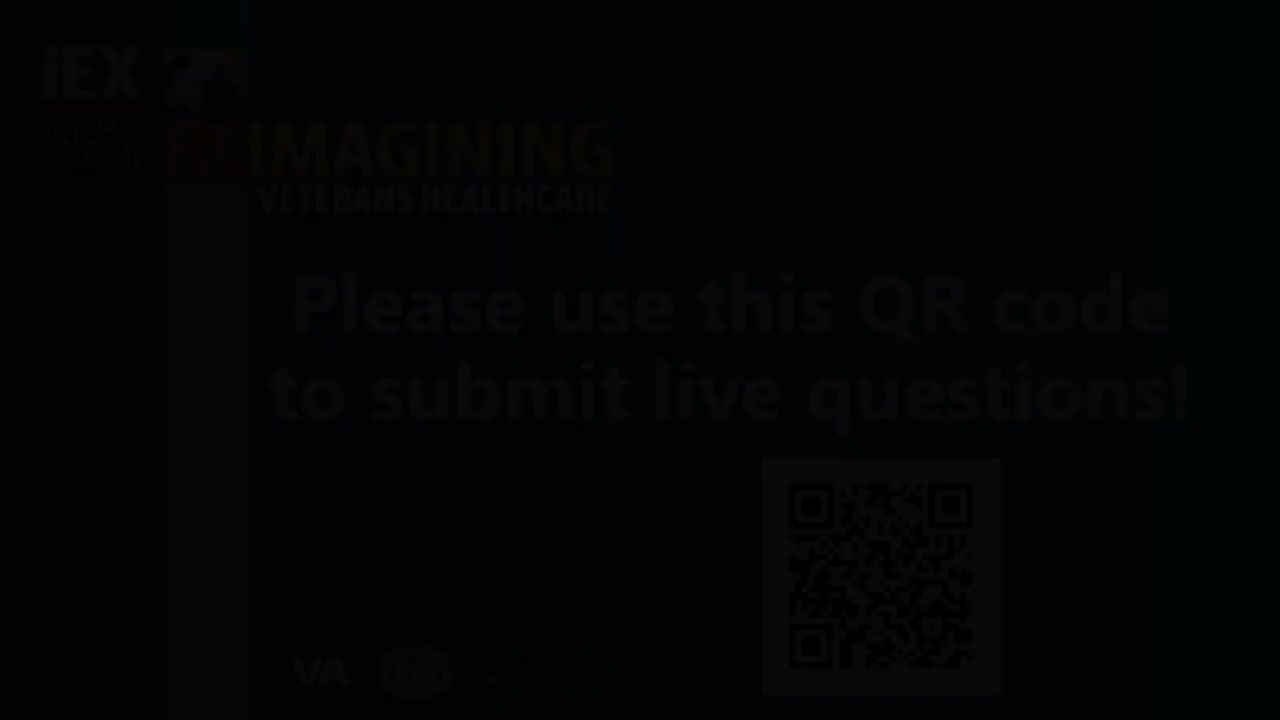 iEX
REIMAGINING
VETERANS HEALTHCARE
Please use this QR code
to submit live questions!
VA